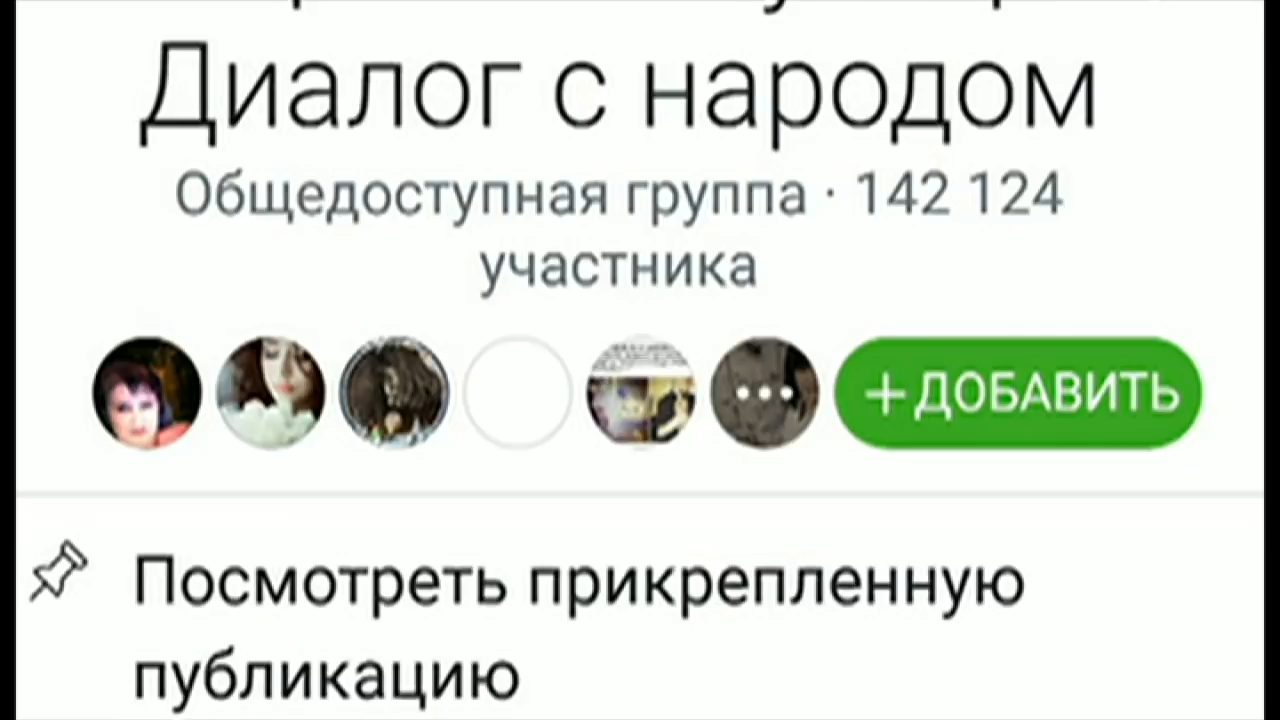 Диалог с народом
Общедоступная группа · 142 124
участника
+ДОБАВИТЬ
Посмотреть прикрепленную
публикацию